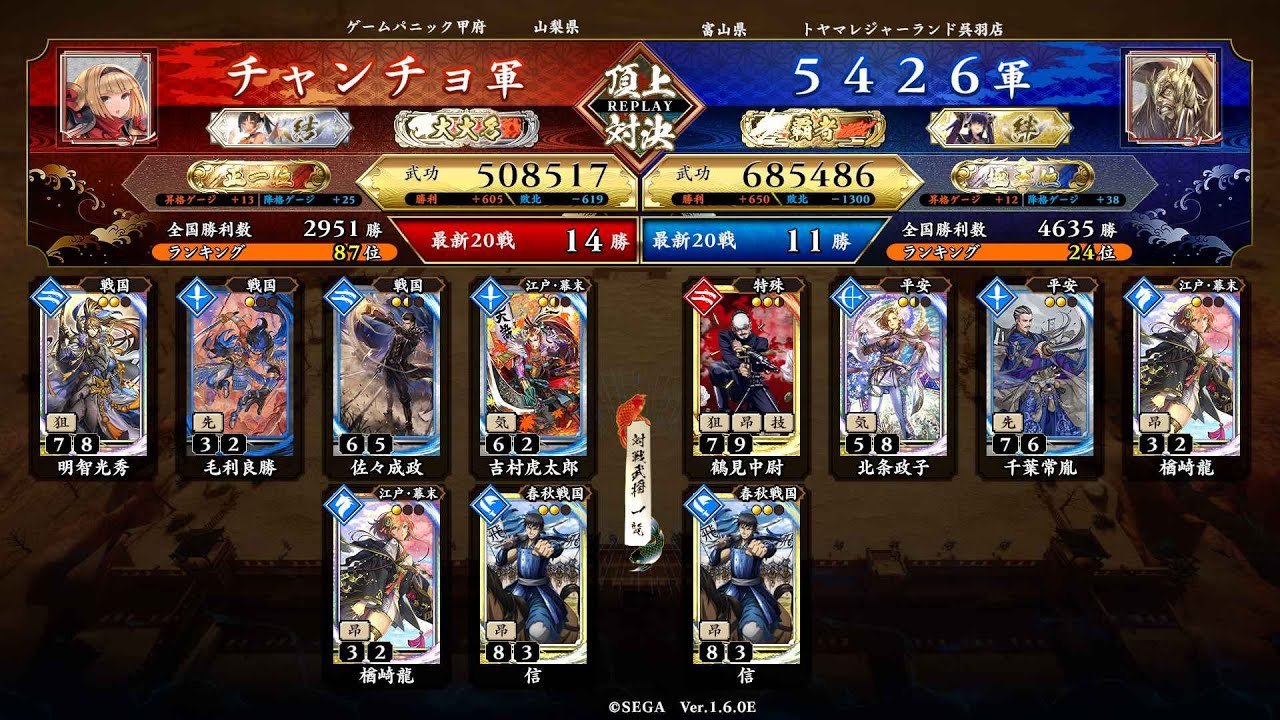 ゲームパニック甲府 山梨県
富山県 トヤマレジャーランド呉羽店
チャンチョ軍
頂上
REPLAY
対決
5426軍
結
大大名
覇者
絆
正一位
武功 508517
勝利 +605 敗北 -619
武功 685486
勝利 +650 敗北 -1300
昇格ゲージ +13 降格ゲージ +25
昇格ゲージ +12 降格ゲージ +38
全国勝利数 2951勝
ランキング 87位
最新20戦 14勝
最新20戦 11勝
全国勝利数 4635勝
ランキング 24位
戦国
狙
7 8
明智光秀
戦国
先
3 2
毛利良勝
戦国
6 5
佐々成政
江戸・幕末
気
6 2
吉村虎太郎
対戦武将一覧
特殊
狙 昂 技
7 9
鶴見中尉
平安
気
5 8
北条政子
平安
先
7 6
千葉常胤
江戸・幕末
昂
3 2
楢崎龍
江戸・幕末
昂
3 2
楢崎龍
春秋戦国
飛
昂
8 3
信
春秋戦国
飛
昂
8 3
信
©SEGA Ver.1.6.0E